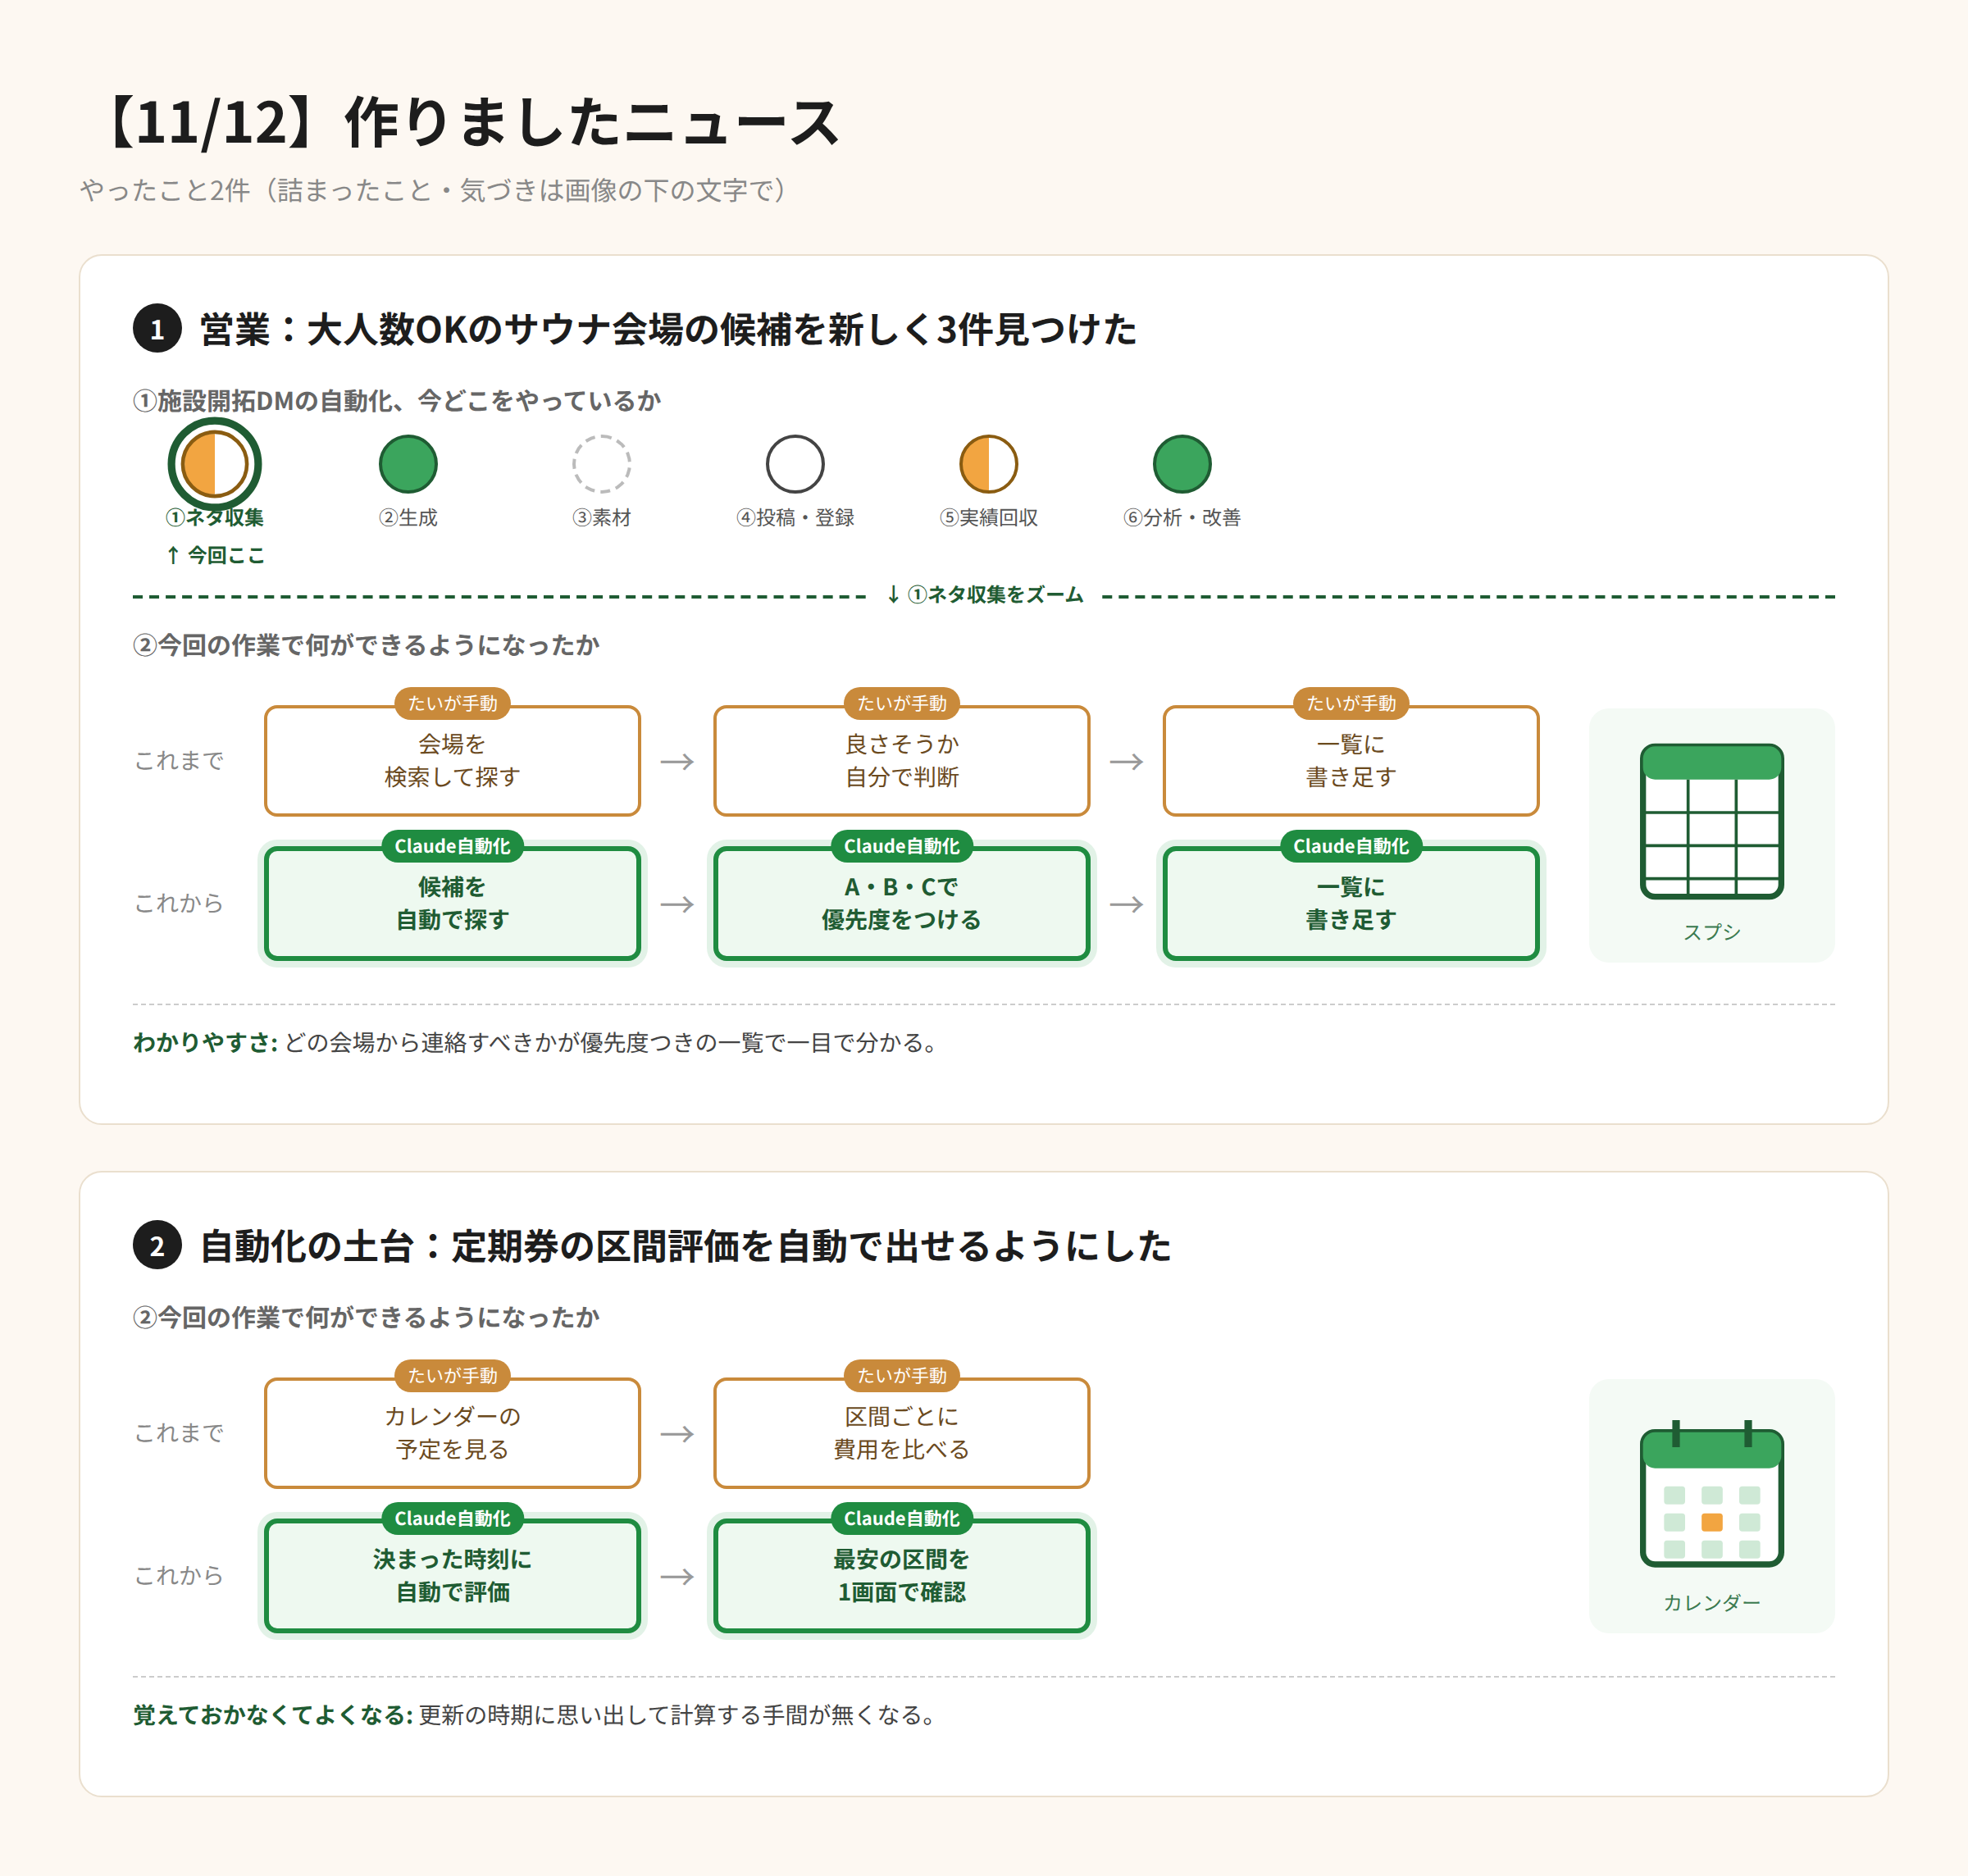 【11/12】作りましたニュース
やったこと2件（詰まったこと・気づきは画像の下の文字で）
1 営業：大人数OKのサウナ会場の候補を新しく3件見つけた
①施設開拓DMの自動化、今どこをやっているか
①ネタ収集 ②生成 ③素材 ④投稿・登録 ⑤実績回収 ⑥分析・改善
↑ 今回ここ
↓ ①ネタ収集をズーム
②今回の作業で何ができるようになったか
これまで
たいが手動
会場を
検索して探す
→
たいが手動
良さそうか
自分で判断
→
たいが手動
一覧に
書き足す
これから
Claude自動化
候補を
自動で探す
→
Claude自動化
A・B・Cで
優先度をつける
→
Claude自動化
一覧に
書き足す
スプシ
わかりやすさ: どの会場から連絡すべきかが優先度つきの一覧で一目で分かる。
2 自動化の土台：定期券の区間評価を自動で出せるようにした
②今回の作業で何ができるようになったか
これまで
たいが手動
カレンダーの
予定を見る
→
たいが手動
区間ごとに
費用を比べる
これから
Claude自動化
決まった時刻に
自動で評価
→
Claude自動化
最安の区間を
1画面で確認
カレンダー
覚えておかなくてよくなる: 更新の時期に思い出して計算する手間が無くなる。